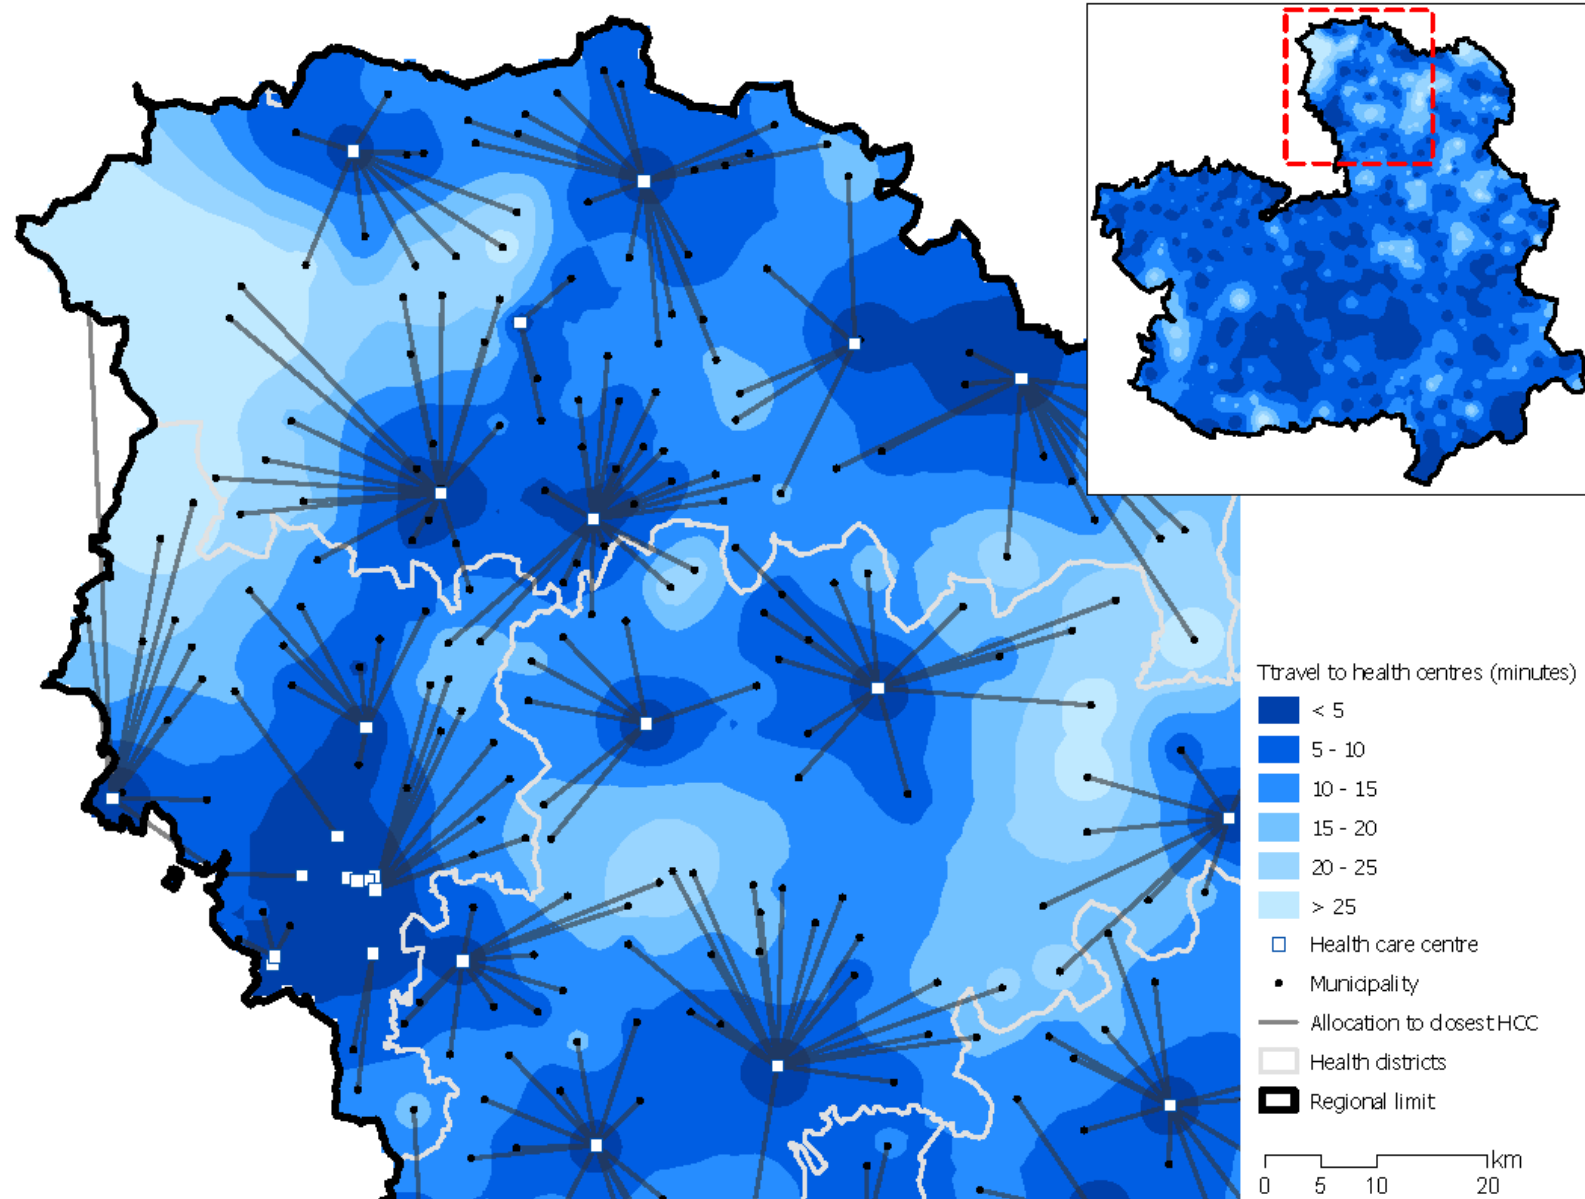 Ttravel to health centres (minutes)
< 5
5 - 10
10 - 15
15 - 20
20 - 25
> 25
Health care centre
Municipality
Allocation to closest HCC
Health districts
Regional limit
km
0 5 10 20